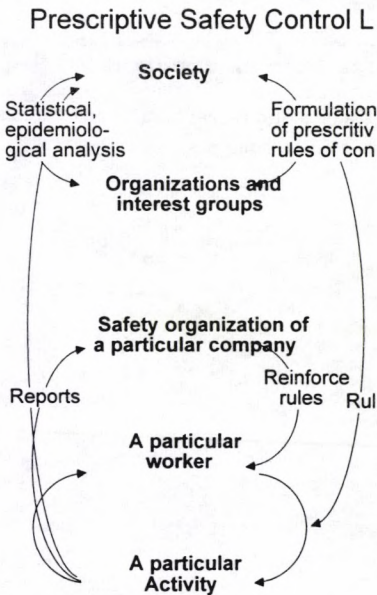 Prescriptive Safety Control L
Society
Statistical,
epidemiolo-
gical analysis
Formulation
of prescritiv
rules of con
Organizations and
interest groups
Safety organization of
a particular company
Reinforce
rules
Reports
Rul
A particular
worker
A particular
Activity